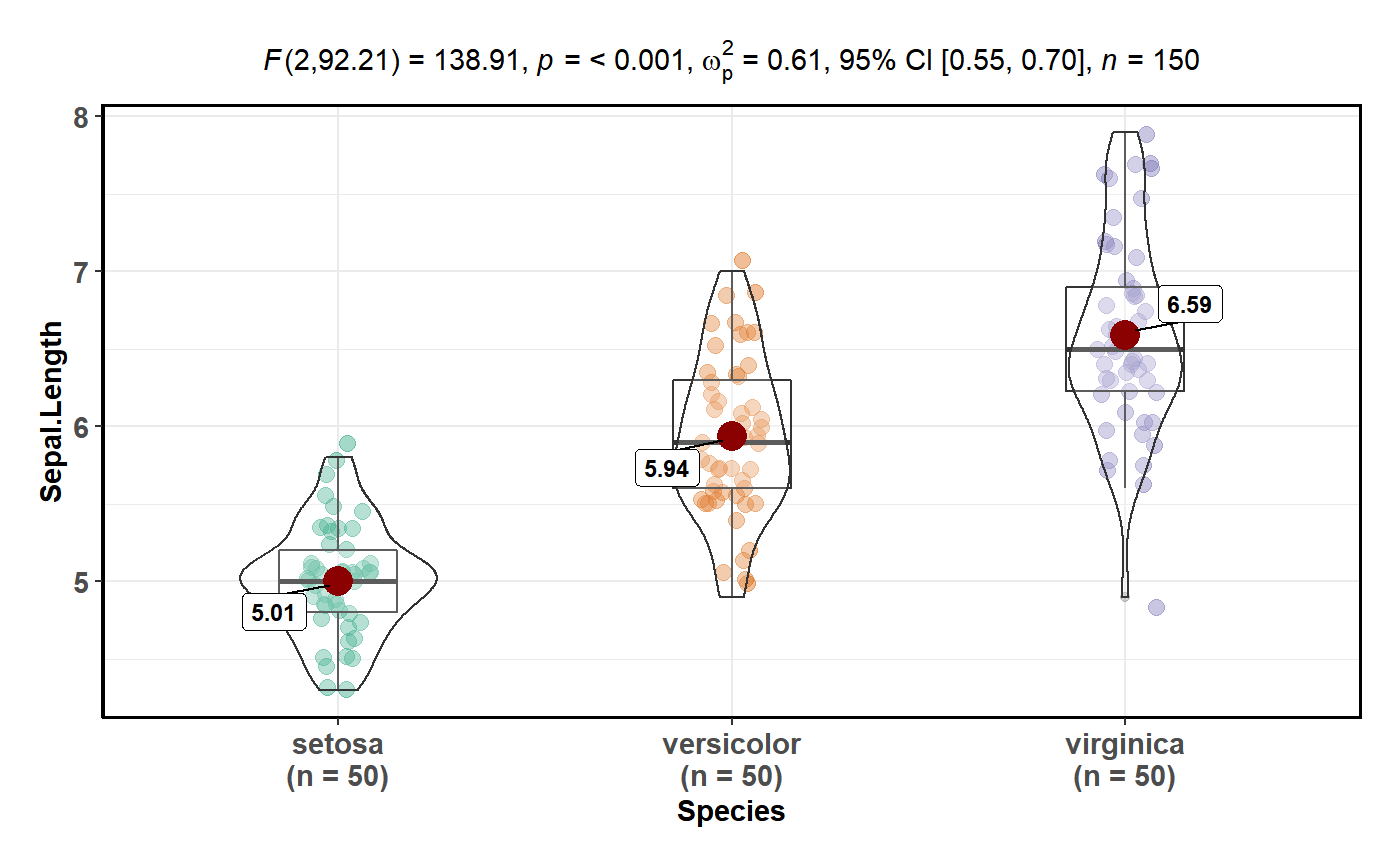 F(2,92.21) = 138.91, p = < 0.001, ω²ₚ = 0.61, 95% CI [0.55, 0.70], n = 150
8
7
6
5
Sepal.Length
6.59
5.94
5.01
setosa
(n = 50)
versicolor
(n = 50)
virginica
(n = 50)
Species